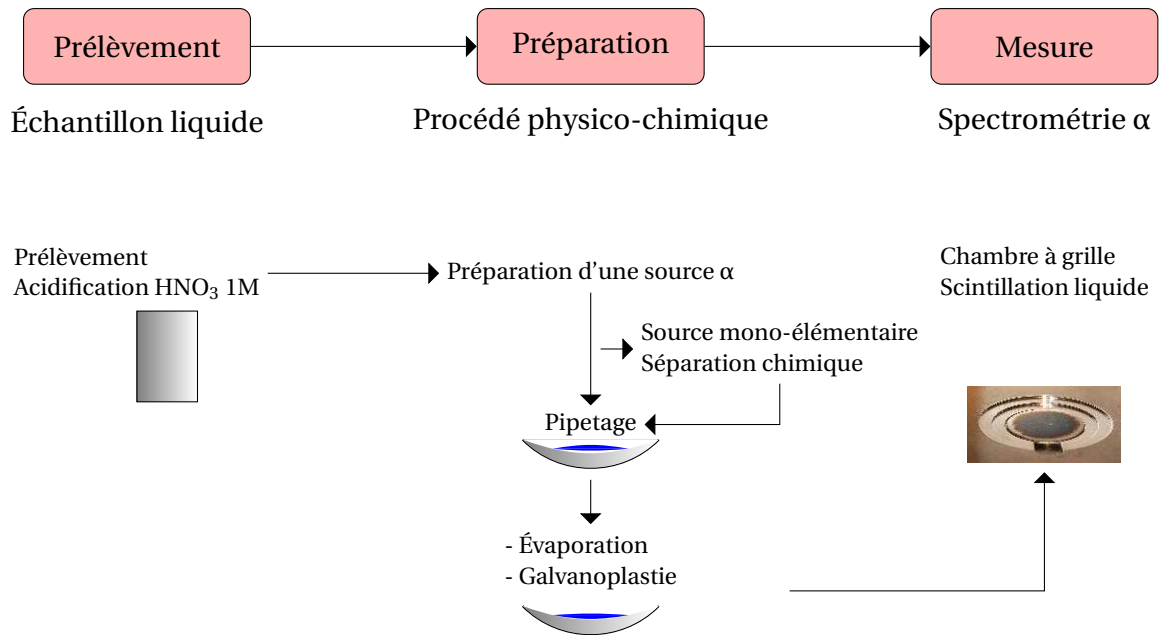 Prélèvement
Préparation
Mesure
Échantillon liquide
Procédé physico-chimique
Spectrométrie α
Prélèvement
Acidification HNO₃ 1M
Préparation d'une source α
Chambre à grille
Scintillation liquide
Source mono-élémentaire
Séparation chimique
Pipetage
- Évaporation
- Galvanoplastie